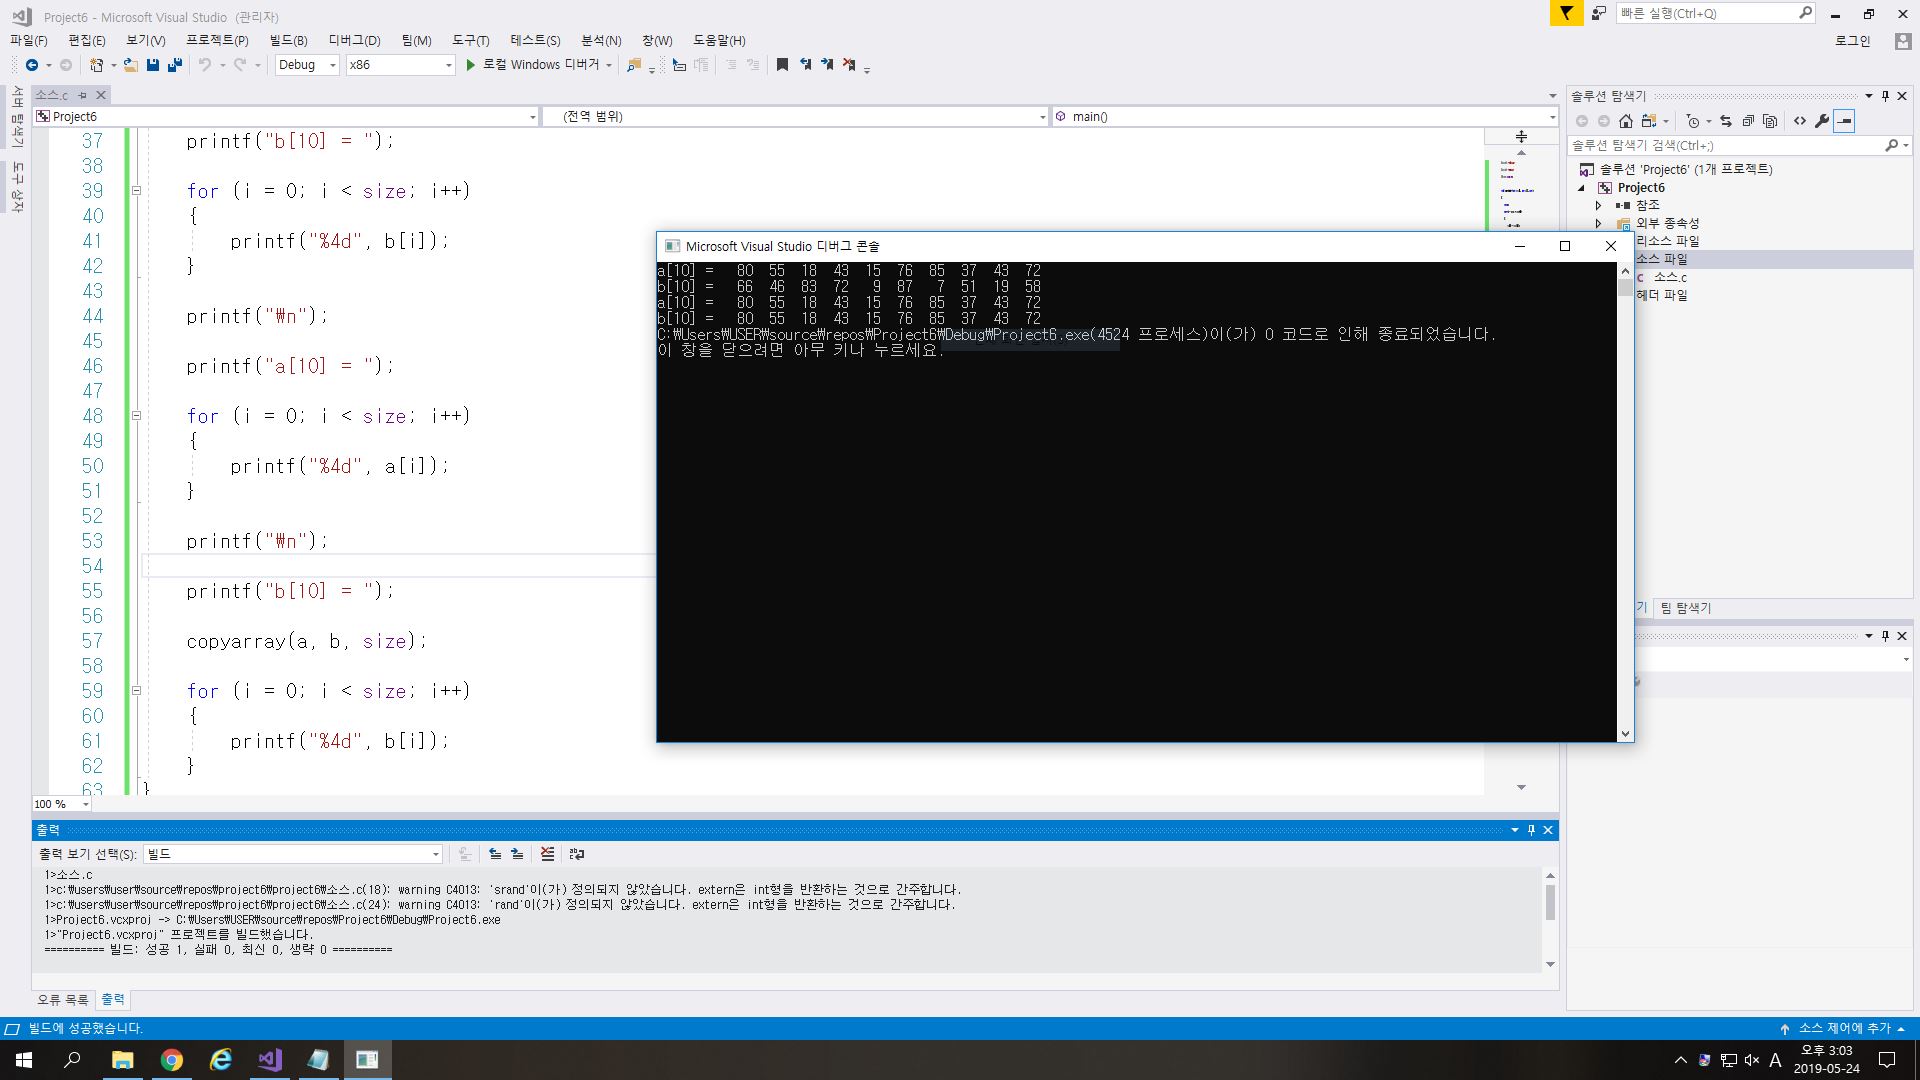 Project6 - Microsoft Visual Studio (관리자)
빠른 실행(Ctrl+Q)
파일(F) 편집(E) 보기(V) 프로젝트(P) 빌드(B) 디버그(D) 팀(M) 도구(T) 테스트(S) 분석(N) 창(W) 도움말(H)
로그인
Debug x86 로컬 Windows 디버거
서버 탐색기
도구 상자
소스.c
Project6 (전역 범위) main()
37 printf("b[10] = ");
38
39 for (i = 0; i < size; i++)
40 {
41 printf("%4d", b[i]);
42 }
43
44 printf("₩n");
45
46 printf("a[10] = ");
47
48 for (i = 0; i < size; i++)
49 {
50 printf("%4d", a[i]);
51 }
52
53 printf("₩n");
54
55 printf("b[10] = ");
56
57 copyarray(a, b, size);
58
59 for (i = 0; i < size; i++)
60 {
61 printf("%4d", b[i]);
62 }
63 }
100 %
Microsoft Visual Studio 디버그 콘솔
a[10] = 80 55 18 43 15 76 85 37 43 72
b[10] = 66 46 83 72 9 87 7 51 19 58
a[10] = 80 55 18 43 15 76 85 37 43 72
b[10] = 80 55 18 43 15 76 85 37 43 72
C:₩Users₩USER₩source₩repos₩Project6₩Debug₩Project6.exe(4524 프로세스)이(가) 0 코드로 인해 종료되었습니다.
이 창을 닫으려면 아무 키나 누르세요.
솔루션 탐색기
솔루션 탐색기 검색(Ctrl+;)
솔루션 'Project6' (1개 프로젝트)
Project6
참조
외부 종속성
리소스 파일
소스 파일
소스.c
헤더 파일
기 팀 탐색기
출력
출력 보기 선택(S): 빌드
1>소스.c
1>c:₩users₩user₩source₩repos₩project6₩project6₩소스.c(18): warning C4013: 'srand'이(가) 정의되지 않았습니다. extern은 int형을 반환하는 것으로 간주합니다.
1>c:₩users₩user₩source₩repos₩project6₩project6₩소스.c(24): warning C4013: 'rand'이(가) 정의되지 않았습니다. extern은 int형을 반환하는 것으로 간주합니다.
1>Project6.vcxproj -> C:₩Users₩USER₩source₩repos₩Project6₩Debug₩Project6.exe
1>"Project6.vcxproj" 프로젝트를 빌드했습니다.
========== 빌드: 성공 1, 실패 0, 최신 0, 생략 0 ==========
오류 목록 출력
빌드에 성공했습니다.
소스 제어에 추가
A
오후 3:03
2019-05-24